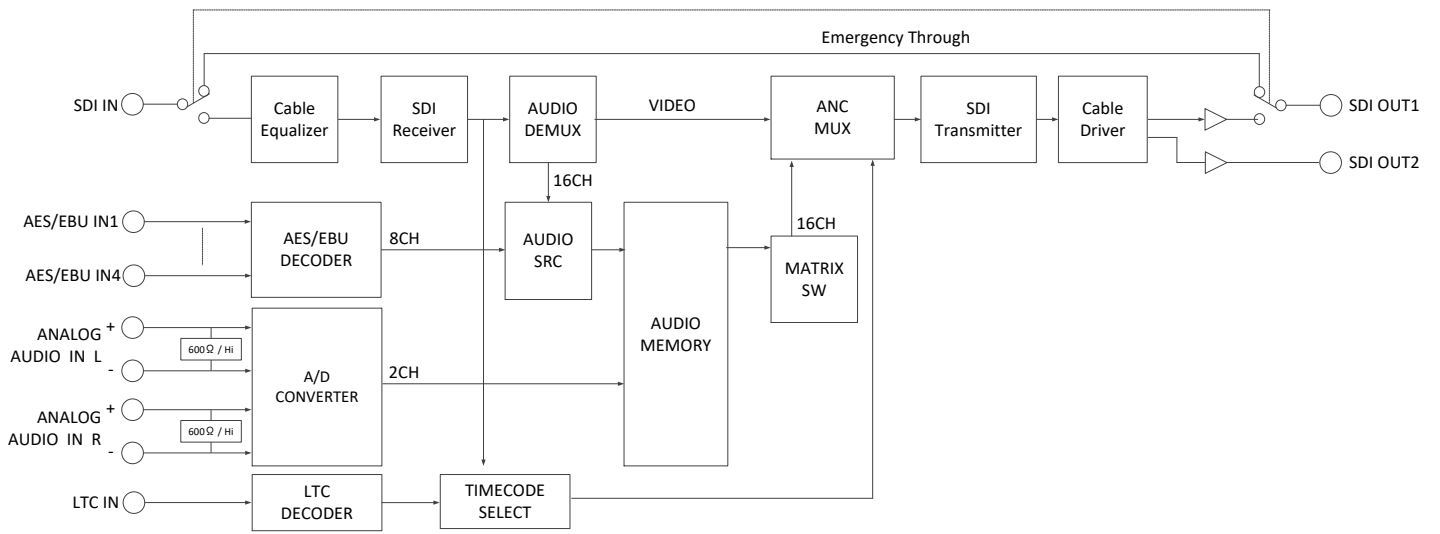 Emergency Through
SDI IN
Cable
Equalizer
SDI
Receiver
AUDIO
DEMUX
VIDEO
ANC
MUX
SDI
Transmitter
Cable
Driver
SDI OUT1
SDI OUT2
16CH
AES/EBU IN1
AES/EBU IN4
AES/EBU
DECODER
8CH
AUDIO
SRC
16CH
MATRIX
SW
AUDIO
MEMORY
ANALOG
AUDIO IN L
+
-
600Ω / Hi
A/D
CONVERTER
2CH
ANALOG
AUDIO IN R
+
-
600Ω / Hi
LTC IN
LTC
DECODER
TIMECODE
SELECT